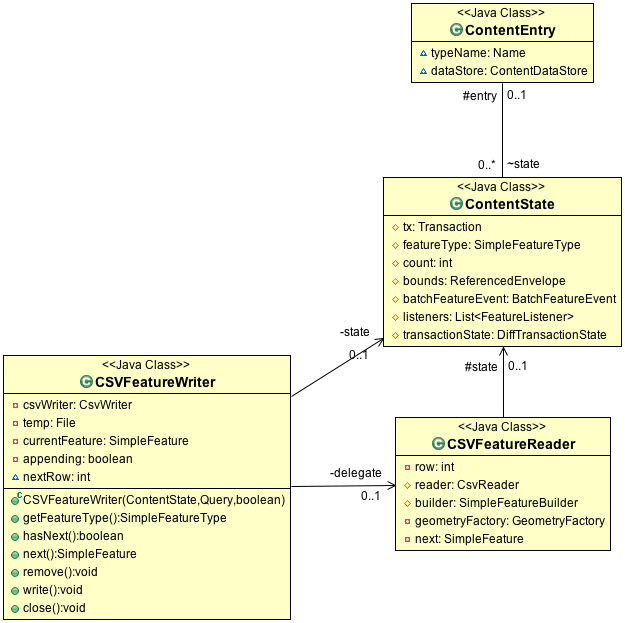 <<Java Class>>
ContentEntry
typeName: Name
dataStore: ContentDataStore
#entry 0..1
0..* ~state
<<Java Class>>
ContentState
tx: Transaction
featureType: SimpleFeatureType
count: int
bounds: ReferencedEnvelope
batchFeatureEvent: BatchFeatureEvent
listeners: List<FeatureListener>
transactionState: DiffTransactionState
-state
0..1
#state 0..1
<<Java Class>>
CSVFeatureWriter
csvWriter: CsvWriter
temp: File
currentFeature: SimpleFeature
appending: boolean
nextRow: int
CSVFeatureWriter(ContentState,Query,boolean)
getFeatureType():SimpleFeatureType
hasNext():boolean
next():SimpleFeature
remove():void
write():void
close():void
-delegate
0..1
<<Java Class>>
CSVFeatureReader
row: int
reader: CsvReader
builder: SimpleFeatureBuilder
geometryFactory: GeometryFactory
next: SimpleFeature